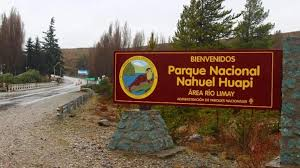 BIENVENIDOS
Parque Nacional
Nahuel Huapi
ÁREA RÍO LIMAY
ADMINISTRACIÓN DE PARQUES NACIONALES